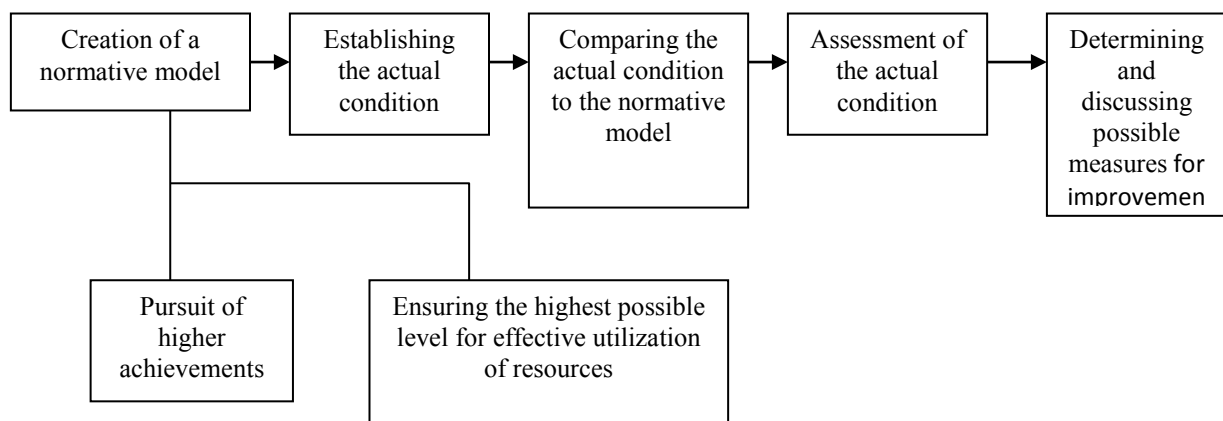 Creation of a
normative model
Establishing
the actual
condition
Comparing the
actual condition
to the normative
model
Assessment of
the actual
condition
Determining
and
discussing
possible
measures for
improvemen
Pursuit of
higher
achievements
Ensuring the highest possible
level for effective utilization
of resources